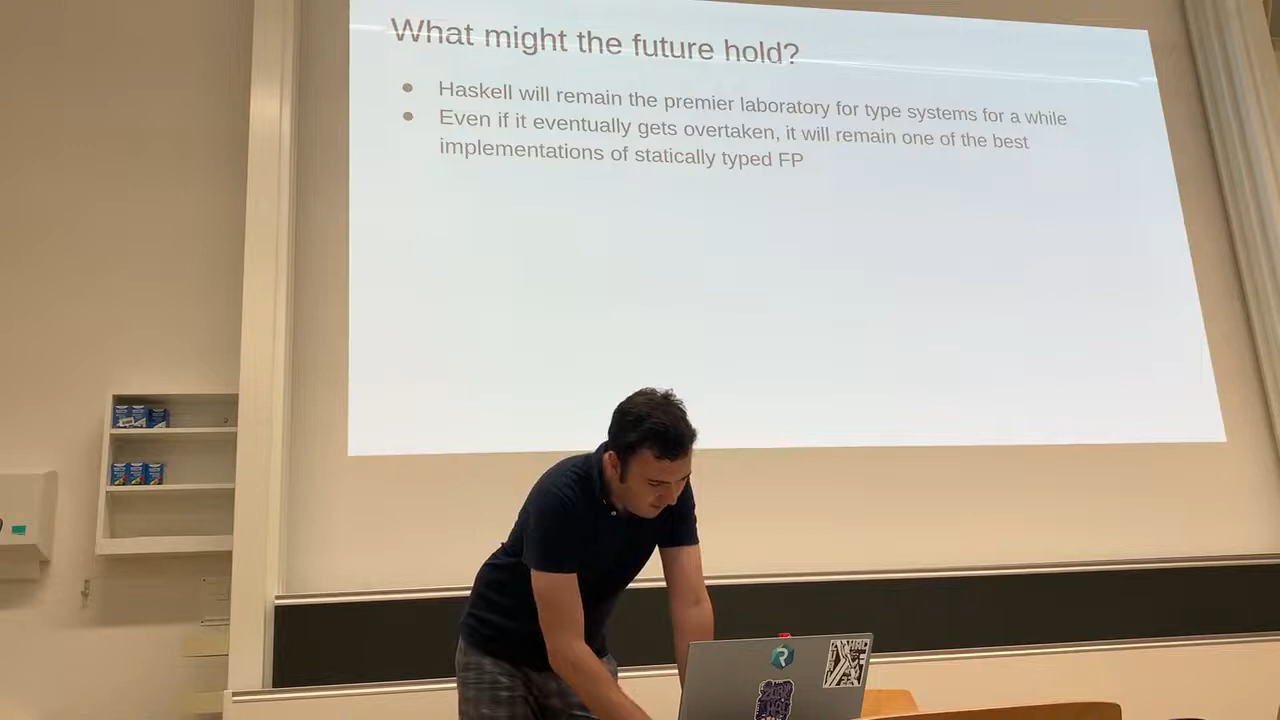 What might the future hold?
Haskell will remain the premier laboratory for type systems for a while
Even if it eventually gets overtaken, it will remain one of the best
implementations of statically typed FP